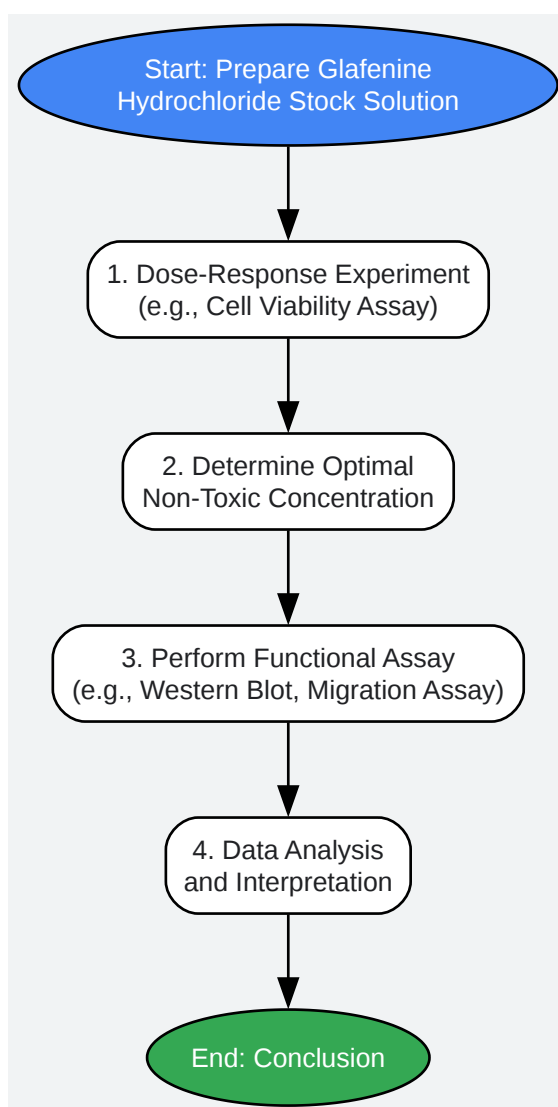 Start: Prepare Glafenine
Hydrochloride Stock Solution
1. Dose-Response Experiment
(e.g., Cell Viability Assay)
2. Determine Optimal
Non-Toxic Concentration
3. Perform Functional Assay
(e.g., Western Blot, Migration Assay)
4. Data Analysis
and Interpretation
End: Conclusion